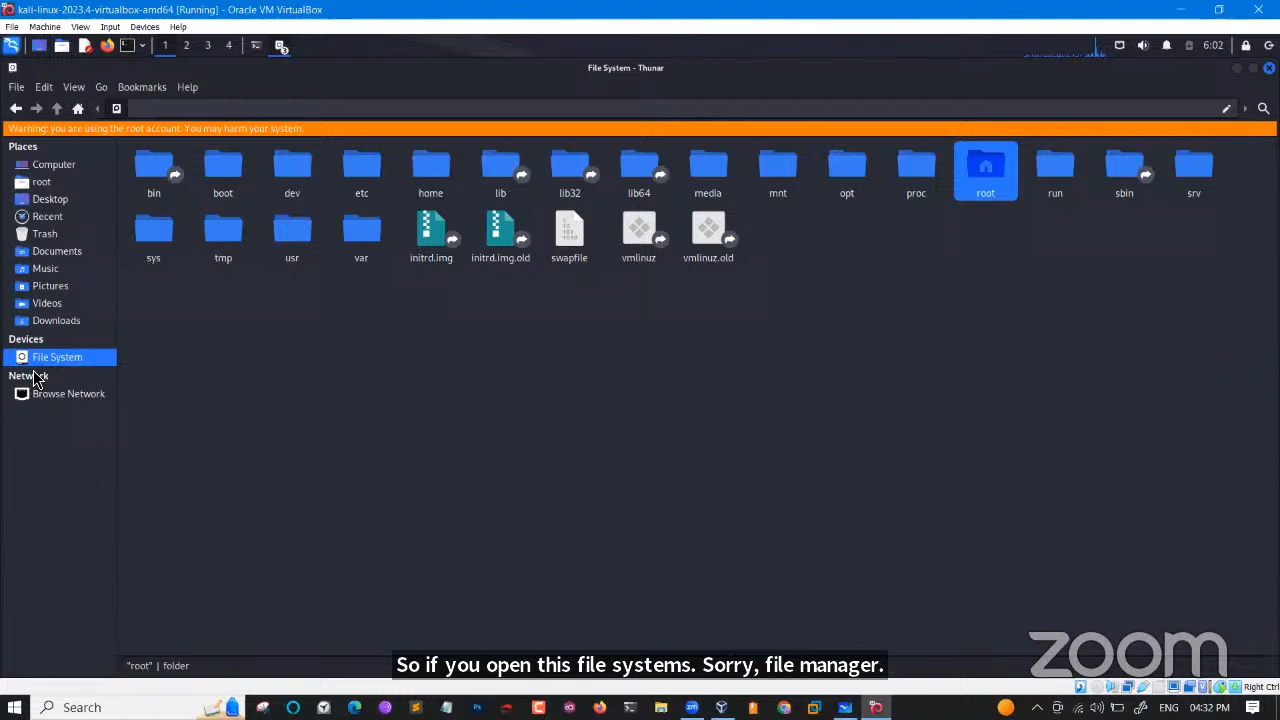 kali-linux-2023.4-virtualbox-amd64 [Running] - Oracle VM VirtualBox
File Machine View Input Devices Help
1 2 3 4
6:02
File System - Thunar
File Edit View Go Bookmarks Help
Warning: you are using the root account. You may harm your system.
Places
Computer
root
Desktop
Recent
Trash
Documents
Music
Pictures
Videos
Downloads
Devices
File System
Network
Browse Network
bin boot dev etc home lib lib32 lib64 media mnt opt proc root run sbin srv
sys tmp usr var initrd.img initrd.img.old swapfile vmlinuz vmlinuz.old
"root" | folder
So if you open this file systems. Sorry, file manager.
zoom
Right Ctrl
Search
ENG
04:32 PM